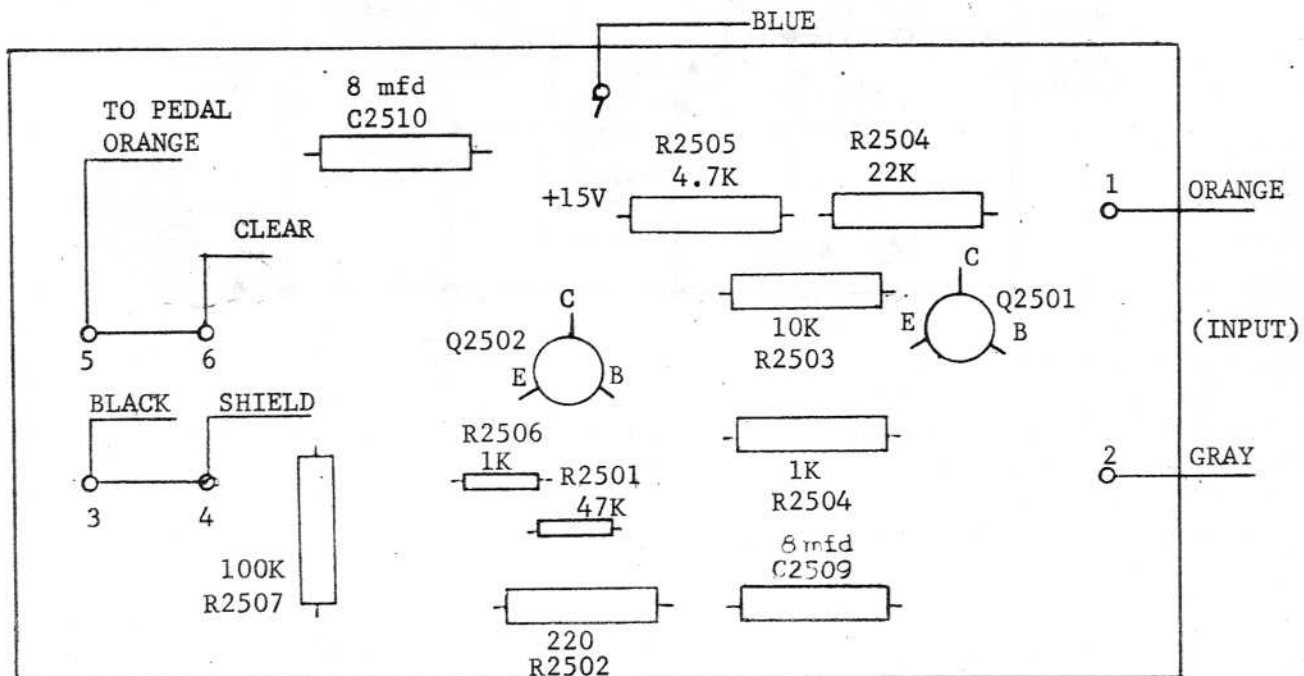 BLUE
8 mfd
C2510
TO PEDAL
ORANGE
R2505
4.7K
R2504
22K
+15V
1
ORANGE
CLEAR
C
Q2501
E
B
(INPUT)
10K
R2503
C
Q2502
E
B
5
6
BLACK
SHIELD
R2506
1K
R2501
47K
1K
R2504
2
GRAY
3
4
8 mfd
C2509
100K
R2507
220
R2502
7